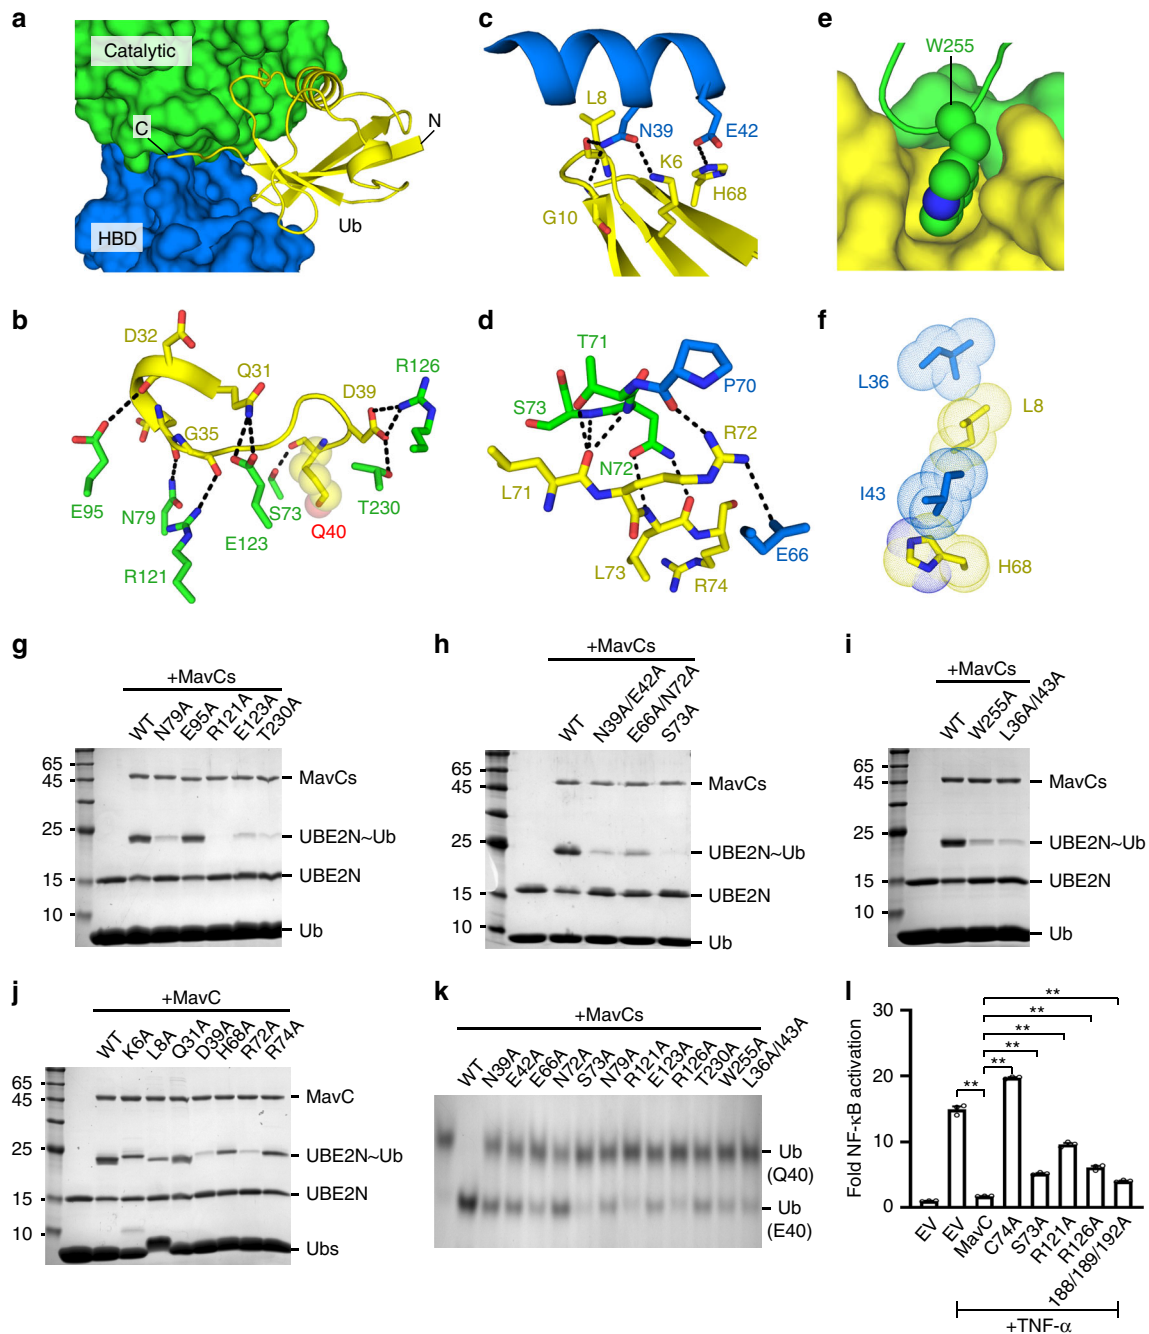 a
Catalytic
C
N
HBD
Ub
b
D32
Q31
D39
R126
G35
E95
N79
S73
T230
E123
Q40
R121
c
L8
N39
E42
K6
G10
H68
d
T71
P70
S73
R72
N72
L71
L73
R74
E66
e
W255
f
L36
L8
I43
H68
g
+MavCs
WT
N79A
E95A
R121A
E123A
T230A
65
45
25
15
10
MavCs
UBE2N~Ub
UBE2N
Ub
h
+MavCs
WT
N39A/E42A
E66A/N72A
S73A
65
45
25
15
10
MavCs
UBE2N~Ub
UBE2N
Ub
i
+MavCs
WT
W255A
L36A/I43A
65
45
25
15
10
MavCs
UBE2N~Ub
UBE2N
Ub
j
+MavC
WT
K6A
L8A
Q31A
D39A
H68A
R72A
R74A
65
45
25
15
10
MavC
UBE2N~Ub
UBE2N
Ubs
k
+MavCs
WT
N39A
E42A
E66A
N72A
S73A
N79A
R121A
E123A
R126A
T230A
W255A
L36A/I43A
Ub
(Q40)
Ub
(E40)
l
Fold NF-κB activation
30
20
10
0
**
**
**
**
**
**
EV
EV
MavC
C74A
S73A
R121A
R126A
188/189/192A
+TNF-α